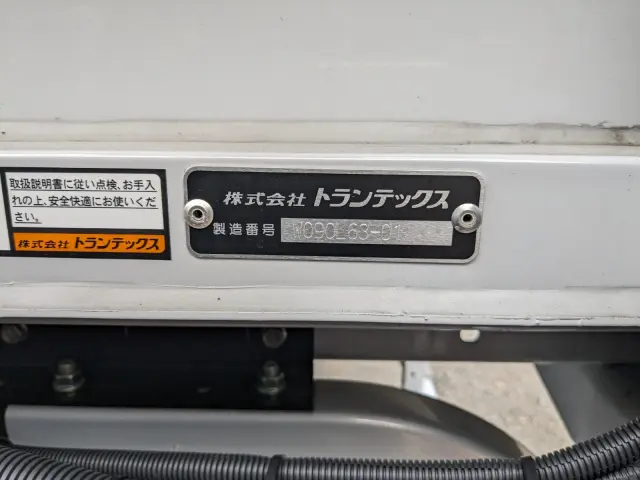 取扱説明書に従い点検、お手入
れの上、安全快適にお使いくだ
さい。
株式会社 トランテックス
株式会社 トランテックス
製造番号